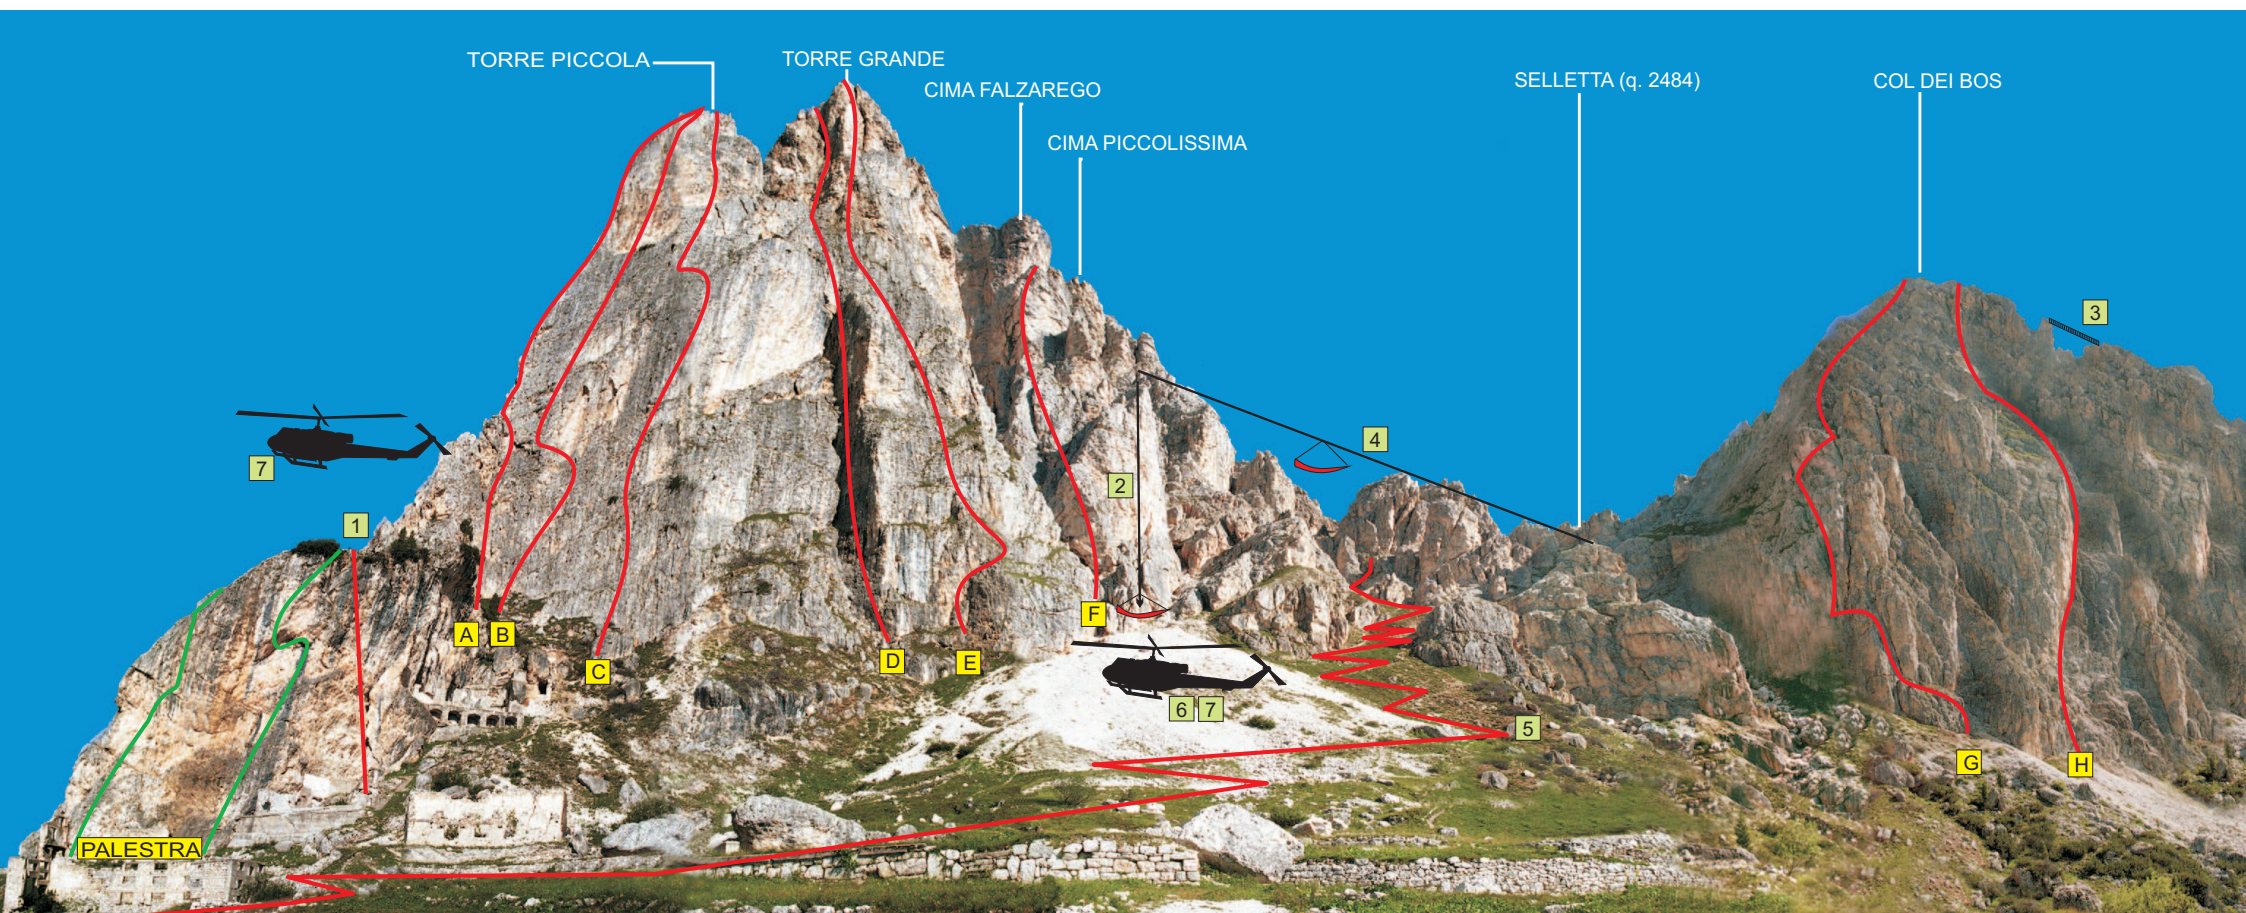 TORRE PICCOLA
TORRE GRANDE
CIMA FALZAREGO
CIMA PICCOLISSIMA
SELLETTA (q. 2484)
COL DEI BOS
3
4
7
2
1
A
B
C
D
E
F
6
7
5
G
H
PALESTRA